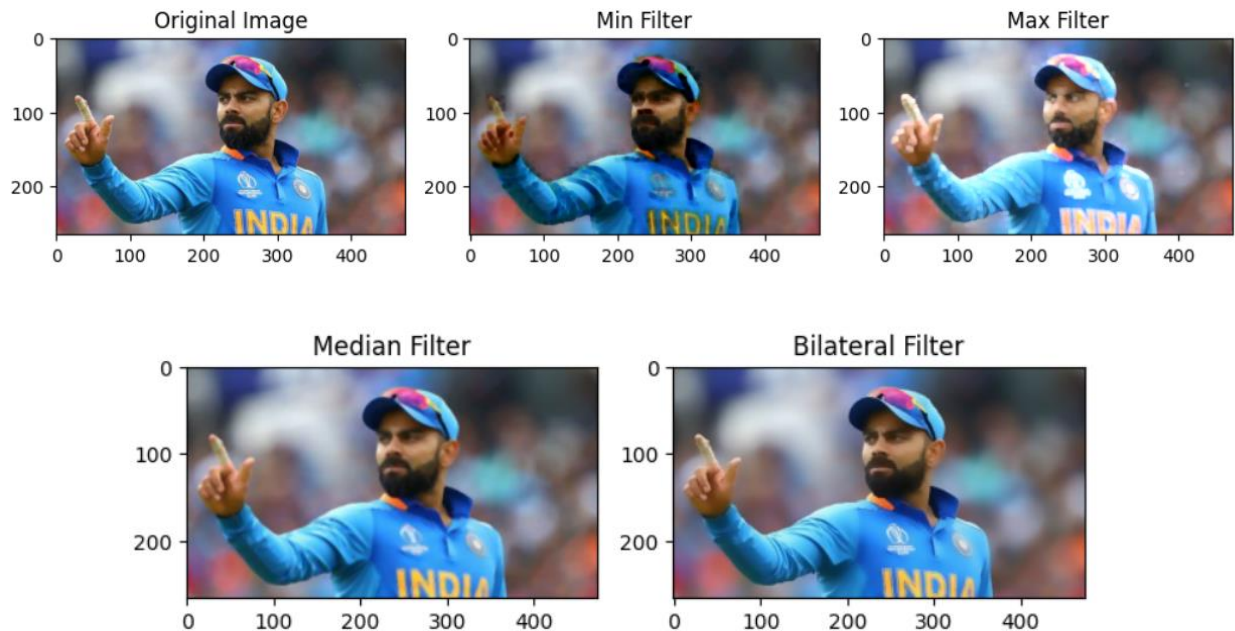 Original Image Min Filter Max Filter
0 0 0
100 100 100
200 200 200
INDIA INDIA INDIA
0 100 200 300 400 0 100 200 300 400 0 100 200 300 400
Median Filter Bilateral Filter
0 0
100 100
200 200
INDIA INDIA
0 100 200 300 400 0 100 200 300 400